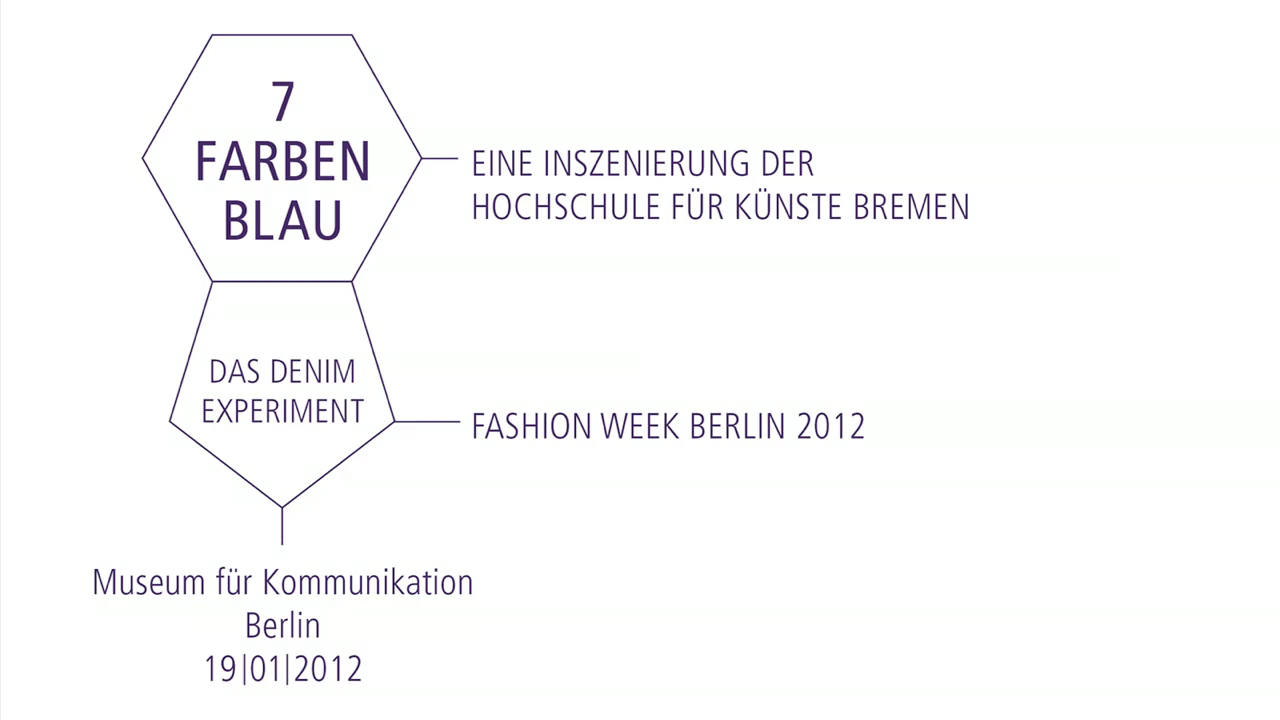 7
FARBEN
BLAU
EINE INSZENIERUNG DER
HOCHSCHULE FÜR KÜNSTE BREMEN
DAS DENIM
EXPERIMENT
FASHION WEEK BERLIN 2012
Museum für Kommunikation
Berlin
19|01|2012